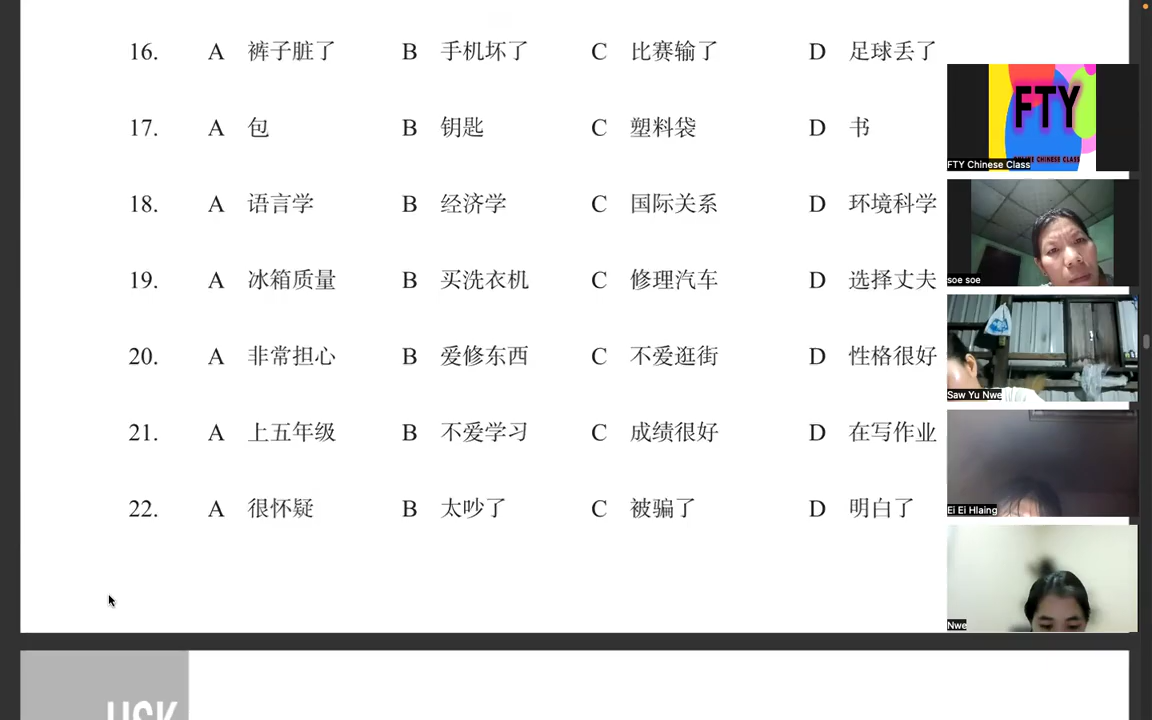 16. A 裤子脏了 B 手机坏了 C 比赛输了 D 足球丢了
17. A 包 B 钥匙 C 塑料袋 D 书
18. A 语言学 B 经济学 C 国际关系 D 环境科学
19. A 冰箱质量 B 买洗衣机 C 修理汽车 D 选择丈夫
20. A 非常担心 B 爱修东西 C 不爱逛街 D 性格很好
21. A 上五年级 B 不爱学习 C 成绩很好 D 在写作业
22. A 很怀疑 B 太吵了 C 被骗了 D 明白了
HSK
FTY
CHINESE CLASS
FTY Chinese Class
soe soe
Saw Yu Nwe
Ei Ei Hlaing
Nwe